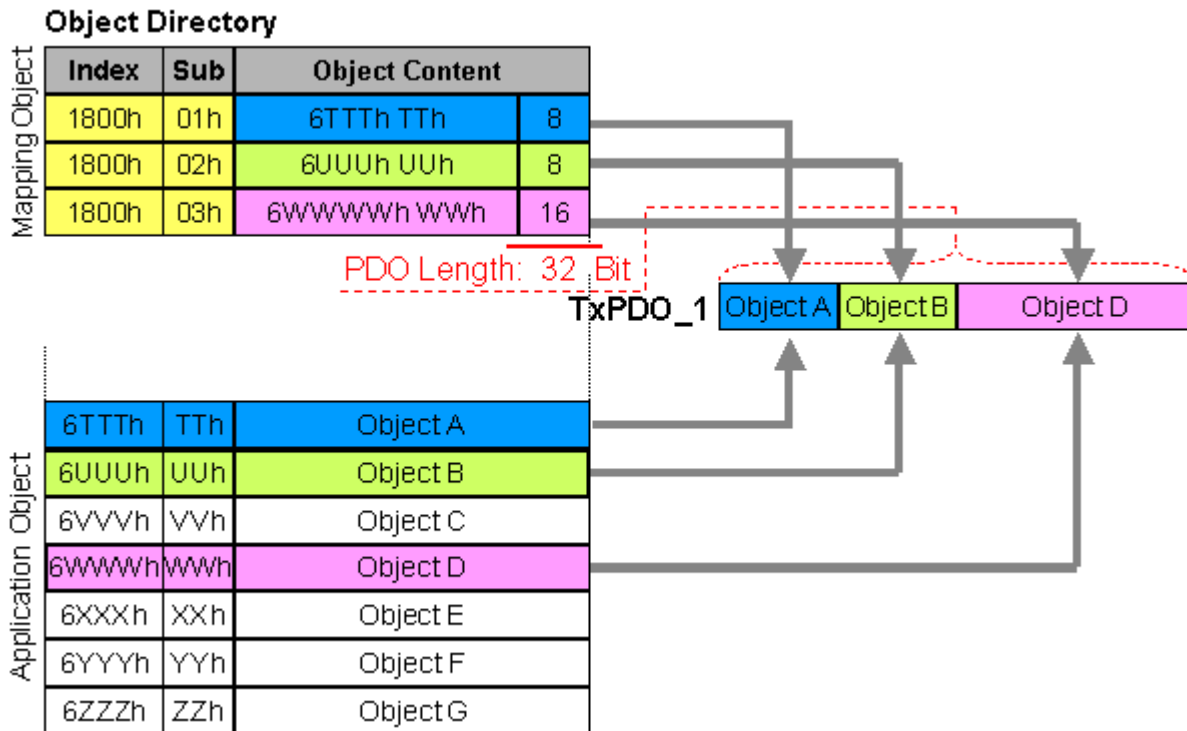 Object Directory
Mapping Object
Index Sub Object Content
1800h 01h 6TTTh TTh 8
1800h 02h 6UUUh UUh 8
1800h 03h 6WWWWh WWh 16
PDO Length: 32 Bit
TxPDO_1 Object A Object B Object D
Application Object
6TTTh TTh Object A
6UUUh UUh Object B
6VVVh VVh Object C
6WWWh WWh Object D
6XXXh XXh Object E
6YYYh YYh Object F
6ZZZh ZZh Object G